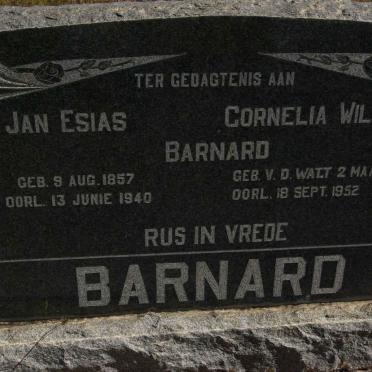 TER GEDAGTENIS AAN
JAN ESIAS CORNELIA WIL
BARNARD
GEB. 9 AUG. 1857 GEB. V. D. WALT 2 MA
OORL. 13 JUNIE 1940 OORL. 18 SEPT. 1952
RUS IN VREDE
BARNARD